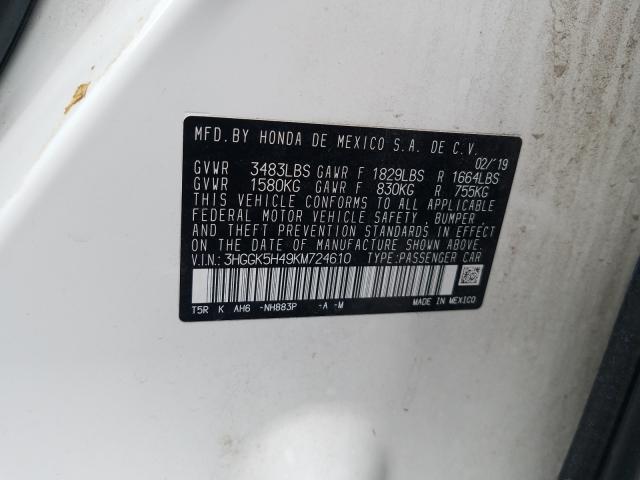 MFD. BY HONDA DE MEXICO S.A. DE C.V.
02/'19
GVWR 3483LBS GAWR F 1829LBS R 1664LBS
GVWR 1580KG GAWR F 830KG R 755KG
THIS VEHICLE CONFORMS TO ALL APPLICABLE
FEDERAL MOTOR VEHICLE SAFETY, BUMPER,
AND THEFT PREVENTION STANDARDS IN EFFECT
ON THE DATE OF MANUFACTURE SHOWN ABOVE.
V.I.N.: 3HGGK5H49KM724610 TYPE:PASSENGER CAR
T5R K AH6 -NH883P -A -M MADE IN MEXICO